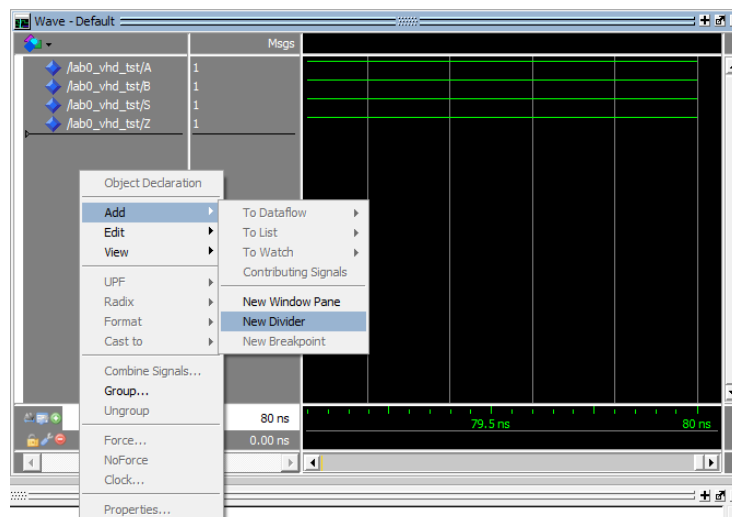 Wave - Default
Msgs
/lab0_vhd_tst/A 1
/lab0_vhd_tst/B 1
/lab0_vhd_tst/S 1
/lab0_vhd_tst/Z 1
Object Declaration
Add
Edit
View
UPF
Radix
Format
Cast to
Combine Signals...
Group...
Ungroup
Force...
NoForce
Clock...
Properties...
To Dataflow
To List
To Watch
Contributing Signals
New Window Pane
New Divider
New Breakpoint
80 ns
0.00 ns
79.5 ns
80 ns